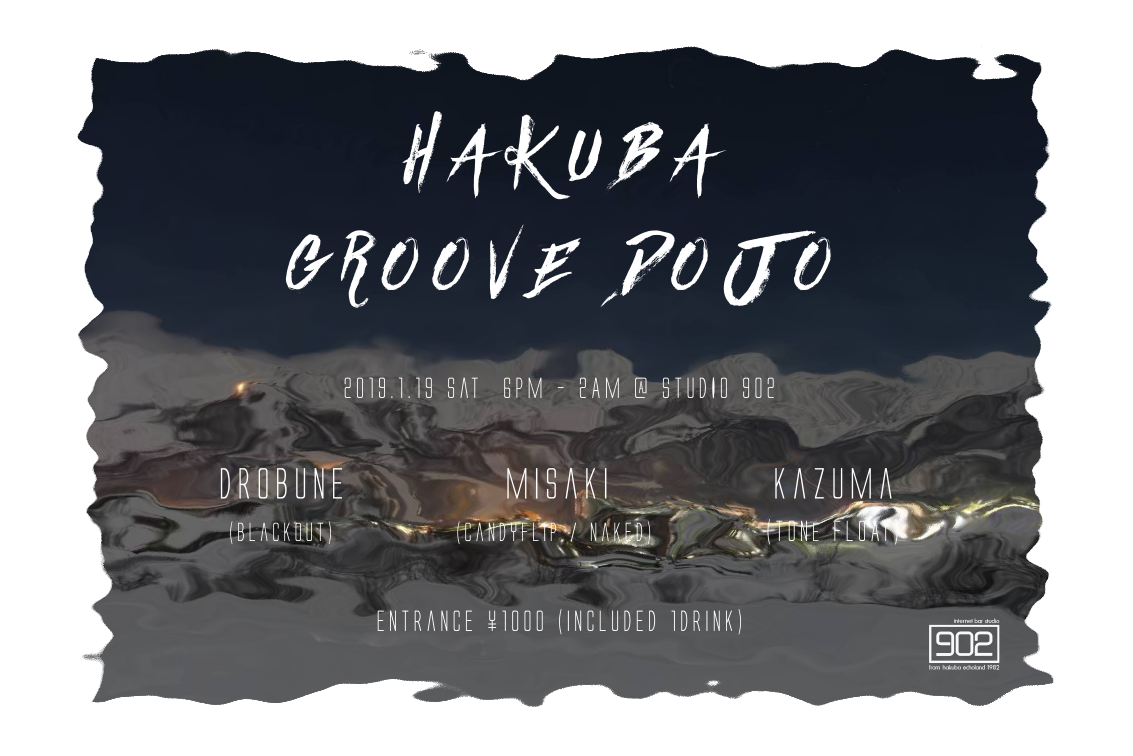 HAKUBA
GROOVE DOJO
2019.1.19 SAT 6PM - 2AM @ STUDIO 902
DROBUNE MISAKI KAZUMA
(BLACKOUT) (CANDYFLIP / NAKED) (TONE FLOAT)
ENTRANCE ¥1000 (INCLUDED 1DRINK)
internet bar studio
902
from hakuba echoland 1982